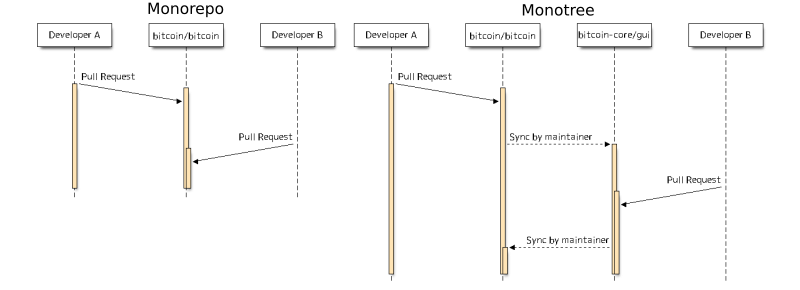 Monorepo
Monotree
Developer A
bitcoin/bitcoin
Developer B
Developer A
bitcoin/bitcoin
bitcoin-core/gui
Developer B
Pull Request
Pull Request
Pull Request
Sync by maintainer
Pull Request
Sync by maintainer